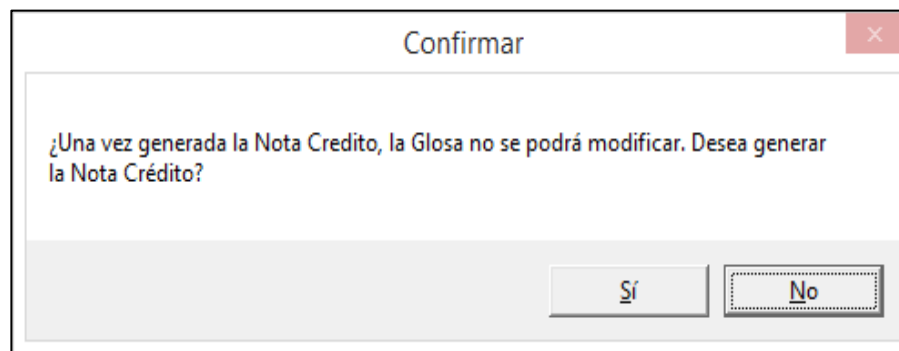 Confirmar
¿Una vez generada la Nota Credito, la Glosa no se podrá modificar. Desea generar
la Nota Crédito?
Sí
No